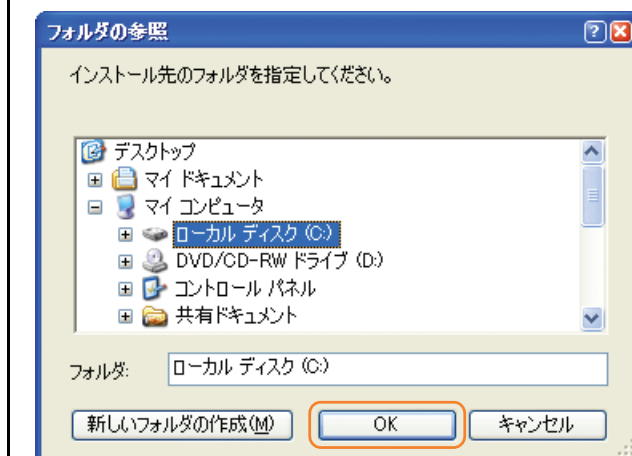 フォルダの参照
インストール先のフォルダを指定してください。
デスクトップ
マイ ドキュメント
マイ コンピュータ
ローカル ディスク (C:)
DVD/CD-RW ドライブ (D:)
コントロール パネル
共有ドキュメント
フォルダ: ローカル ディスク (C:)
新しいフォルダの作成(M) OK キャンセル